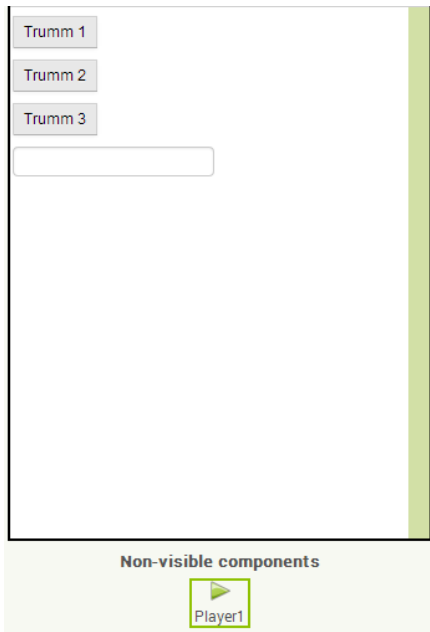 Trumm 1
Trumm 2
Trumm 3
Non-visible components
Player1